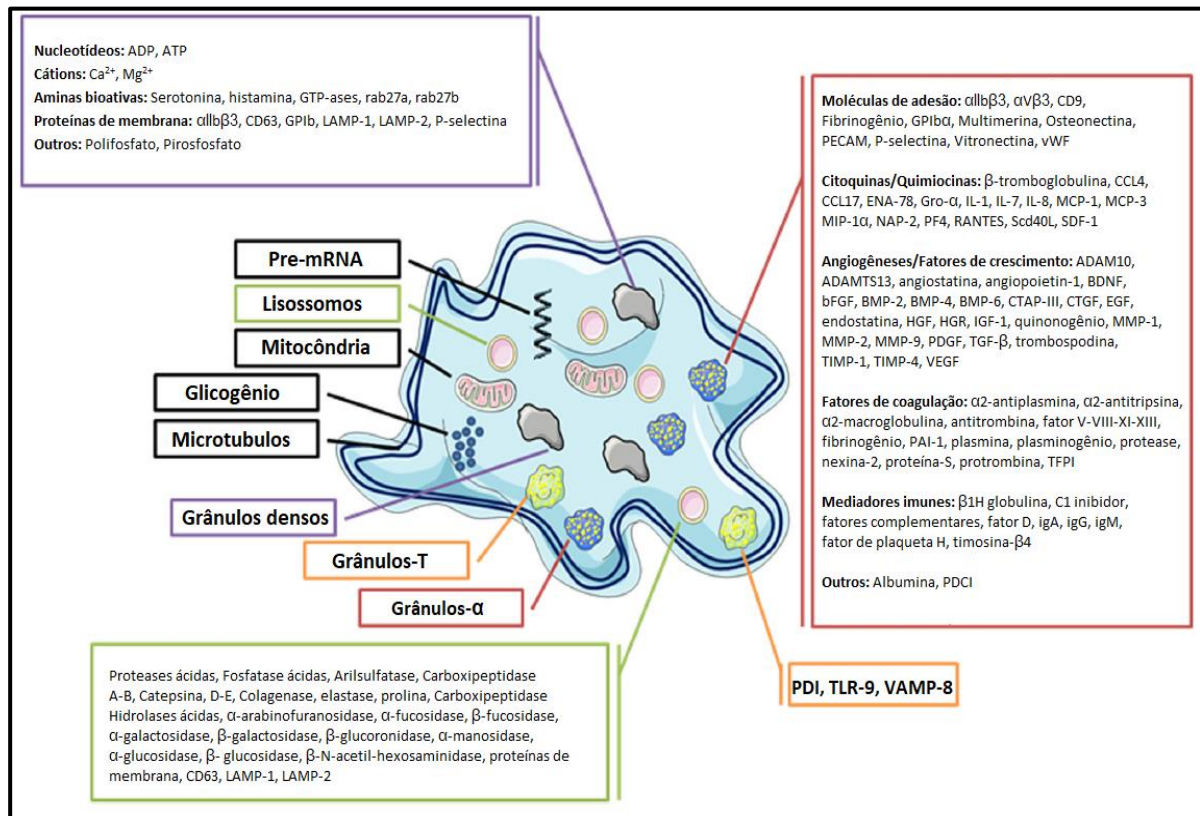 Nucleotídeos: ADP, ATP
Cátions: Ca²⁺, Mg²⁺
Aminas bioativas: Serotonina, histamina, GTP-ases, rab27a, rab27b
Proteínas de membrana: αllbβ3, CD63, GPIb, LAMP-1, LAMP-2, P-selectina
Outros: Polifosfato, Pirosfosfato
Moléculas de adesão: αllbβ3, αVβ3, CD9,
Fibrinogênio, GPIbα, Multimerina, Osteonectina,
PECAM, P-selectina, Vitronectina, vWF
Citoquinas/Quimiocinas: β-tromboglobulina, CCL4,
CCL17, ENA-78, Gro-α, IL-1, IL-7, IL-8, MCP-1, MCP-3
MIP-1α, NAP-2, PF4, RANTES, Scd40L, SDF-1
Angiogêneses/Fatores de crescimento: ADAM10,
ADAMTS13, angiostatina, angiopoietin-1, BDNF,
bFGF, BMP-2, BMP-4, BMP-6, CTAP-III, CTGF, EGF,
endostatina, HGF, HGR, IGF-1, quinonogênio, MMP-1,
MMP-2, MMP-9, PDGF, TGF-β, trombospodina,
TIMP-1, TIMP-4, VEGF
Fatores de coagulação: α2-antiplasmina, α2-antitripsina,
α2-macroglobulina, antitrombina, fator V-VIII-XI-XIII,
fibrinogênio, PAI-1, plasmina, plasminogênio, protease,
nexina-2, proteína-S, protrombina, TFPI
Mediadores imunes: β1H globulina, C1 inibidor,
fatores complementares, fator D, igA, igG, igM,
fator de plaqueta H, timosina-β4
Outros: Albumina, PDCI
Pre-mRNA
Lisossomos
Mitocôndria
Glicogênio
Microtubulos
Grânulos densos
Grânulos-T
Grânulos-α
Proteases ácidas, Fosfatase ácidas, Arilsulfatase, Carboxipeptidase
A-B, Catepsina, D-E, Colagenase, elastase, prolina, Carboxipeptidase
Hidrolases ácidas, α-arabinofuranosidase, α-fucosidase, β-fucosidase,
α-galactosidase, β-galactosidase, β-glucoronidase, α-manosidase,
α-glucosidase, β- glucosidase, β-N-acetil-hexosaminidase, proteínas de
membrana, CD63, LAMP-1, LAMP-2
PDI, TLR-9, VAMP-8